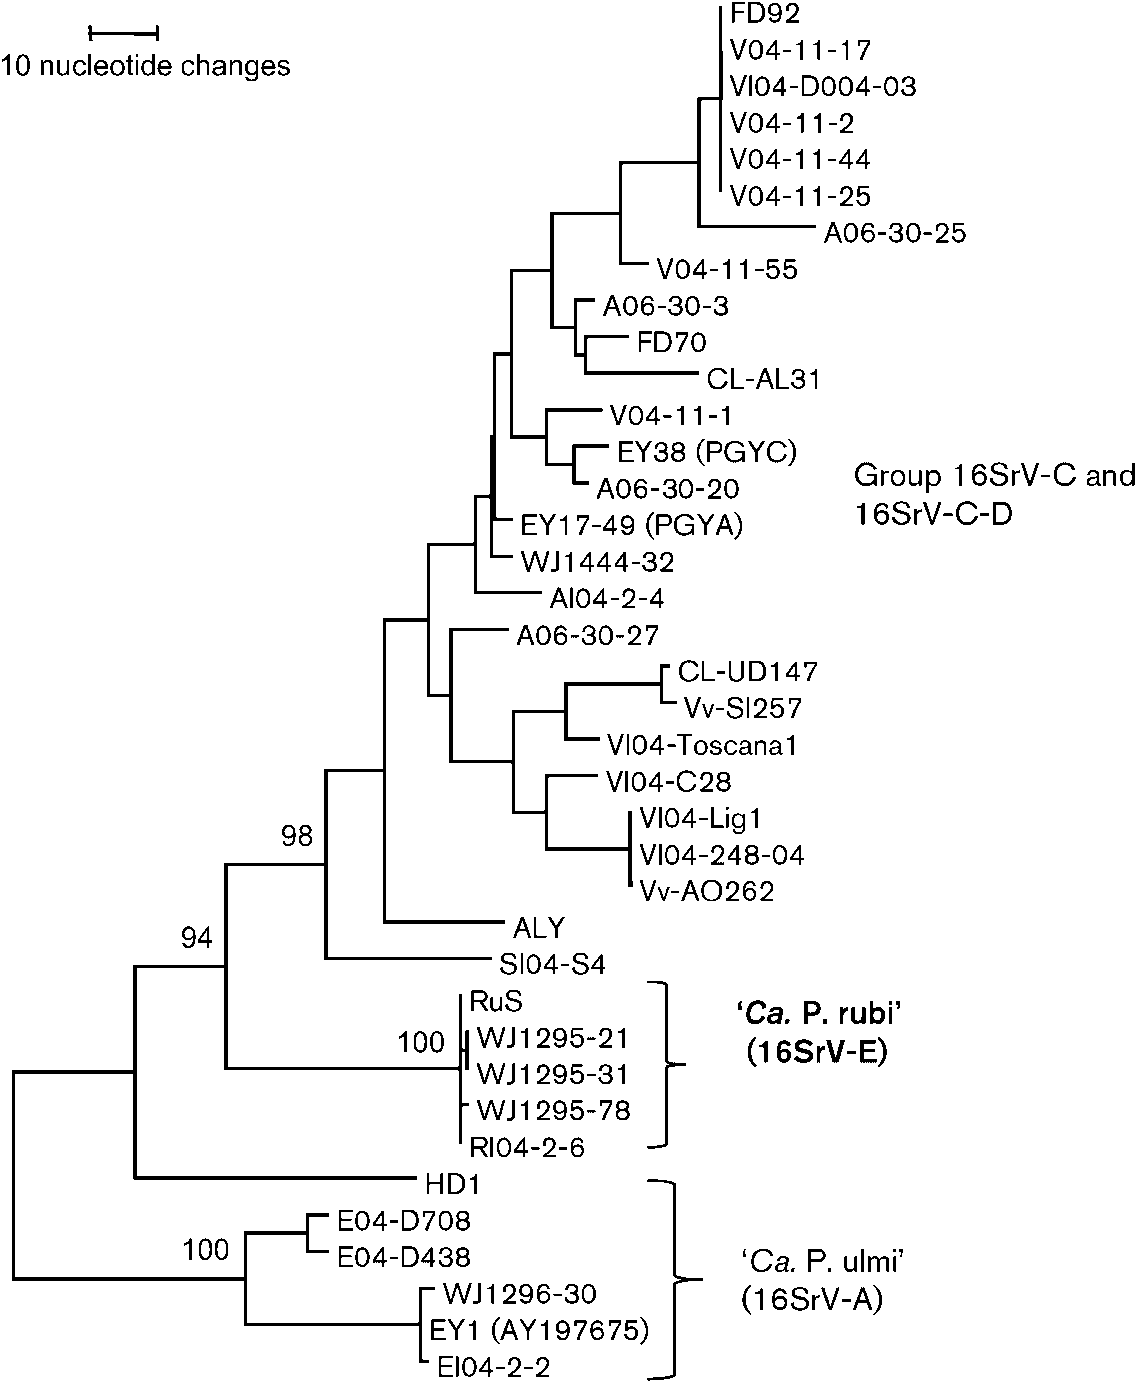 FD92
10 nucleotide changes
V04-11-17
VI04-D004-03
V04-11-2
V04-11-44
V04-11-25
A06-30-25
V04-11-55
A06-30-3
FD70
CL-AL31
V04-11-1
EY38 (PGYC)
A06-30-20
Group 16SrV-C and
16SrV-C-D
EY17-49 (PGYA)
WJ1444-32
AI04-2-4
A06-30-27
CL-UD147
Vv-SI257
VI04-Toscana1
VI04-C28
VI04-Lig1
98
VI04-248-04
Vv-AO262
ALY
94
SI04-S4
RuS
‘Ca. P. rubi’
(16SrV-E)
100
WJ1295-21
WJ1295-31
WJ1295-78
RI04-2-6
HD1
E04-D708
100
E04-D438
‘Ca. P. ulmi’
(16SrV-A)
WJ1296-30
EY1 (AY197675)
EI04-2-2